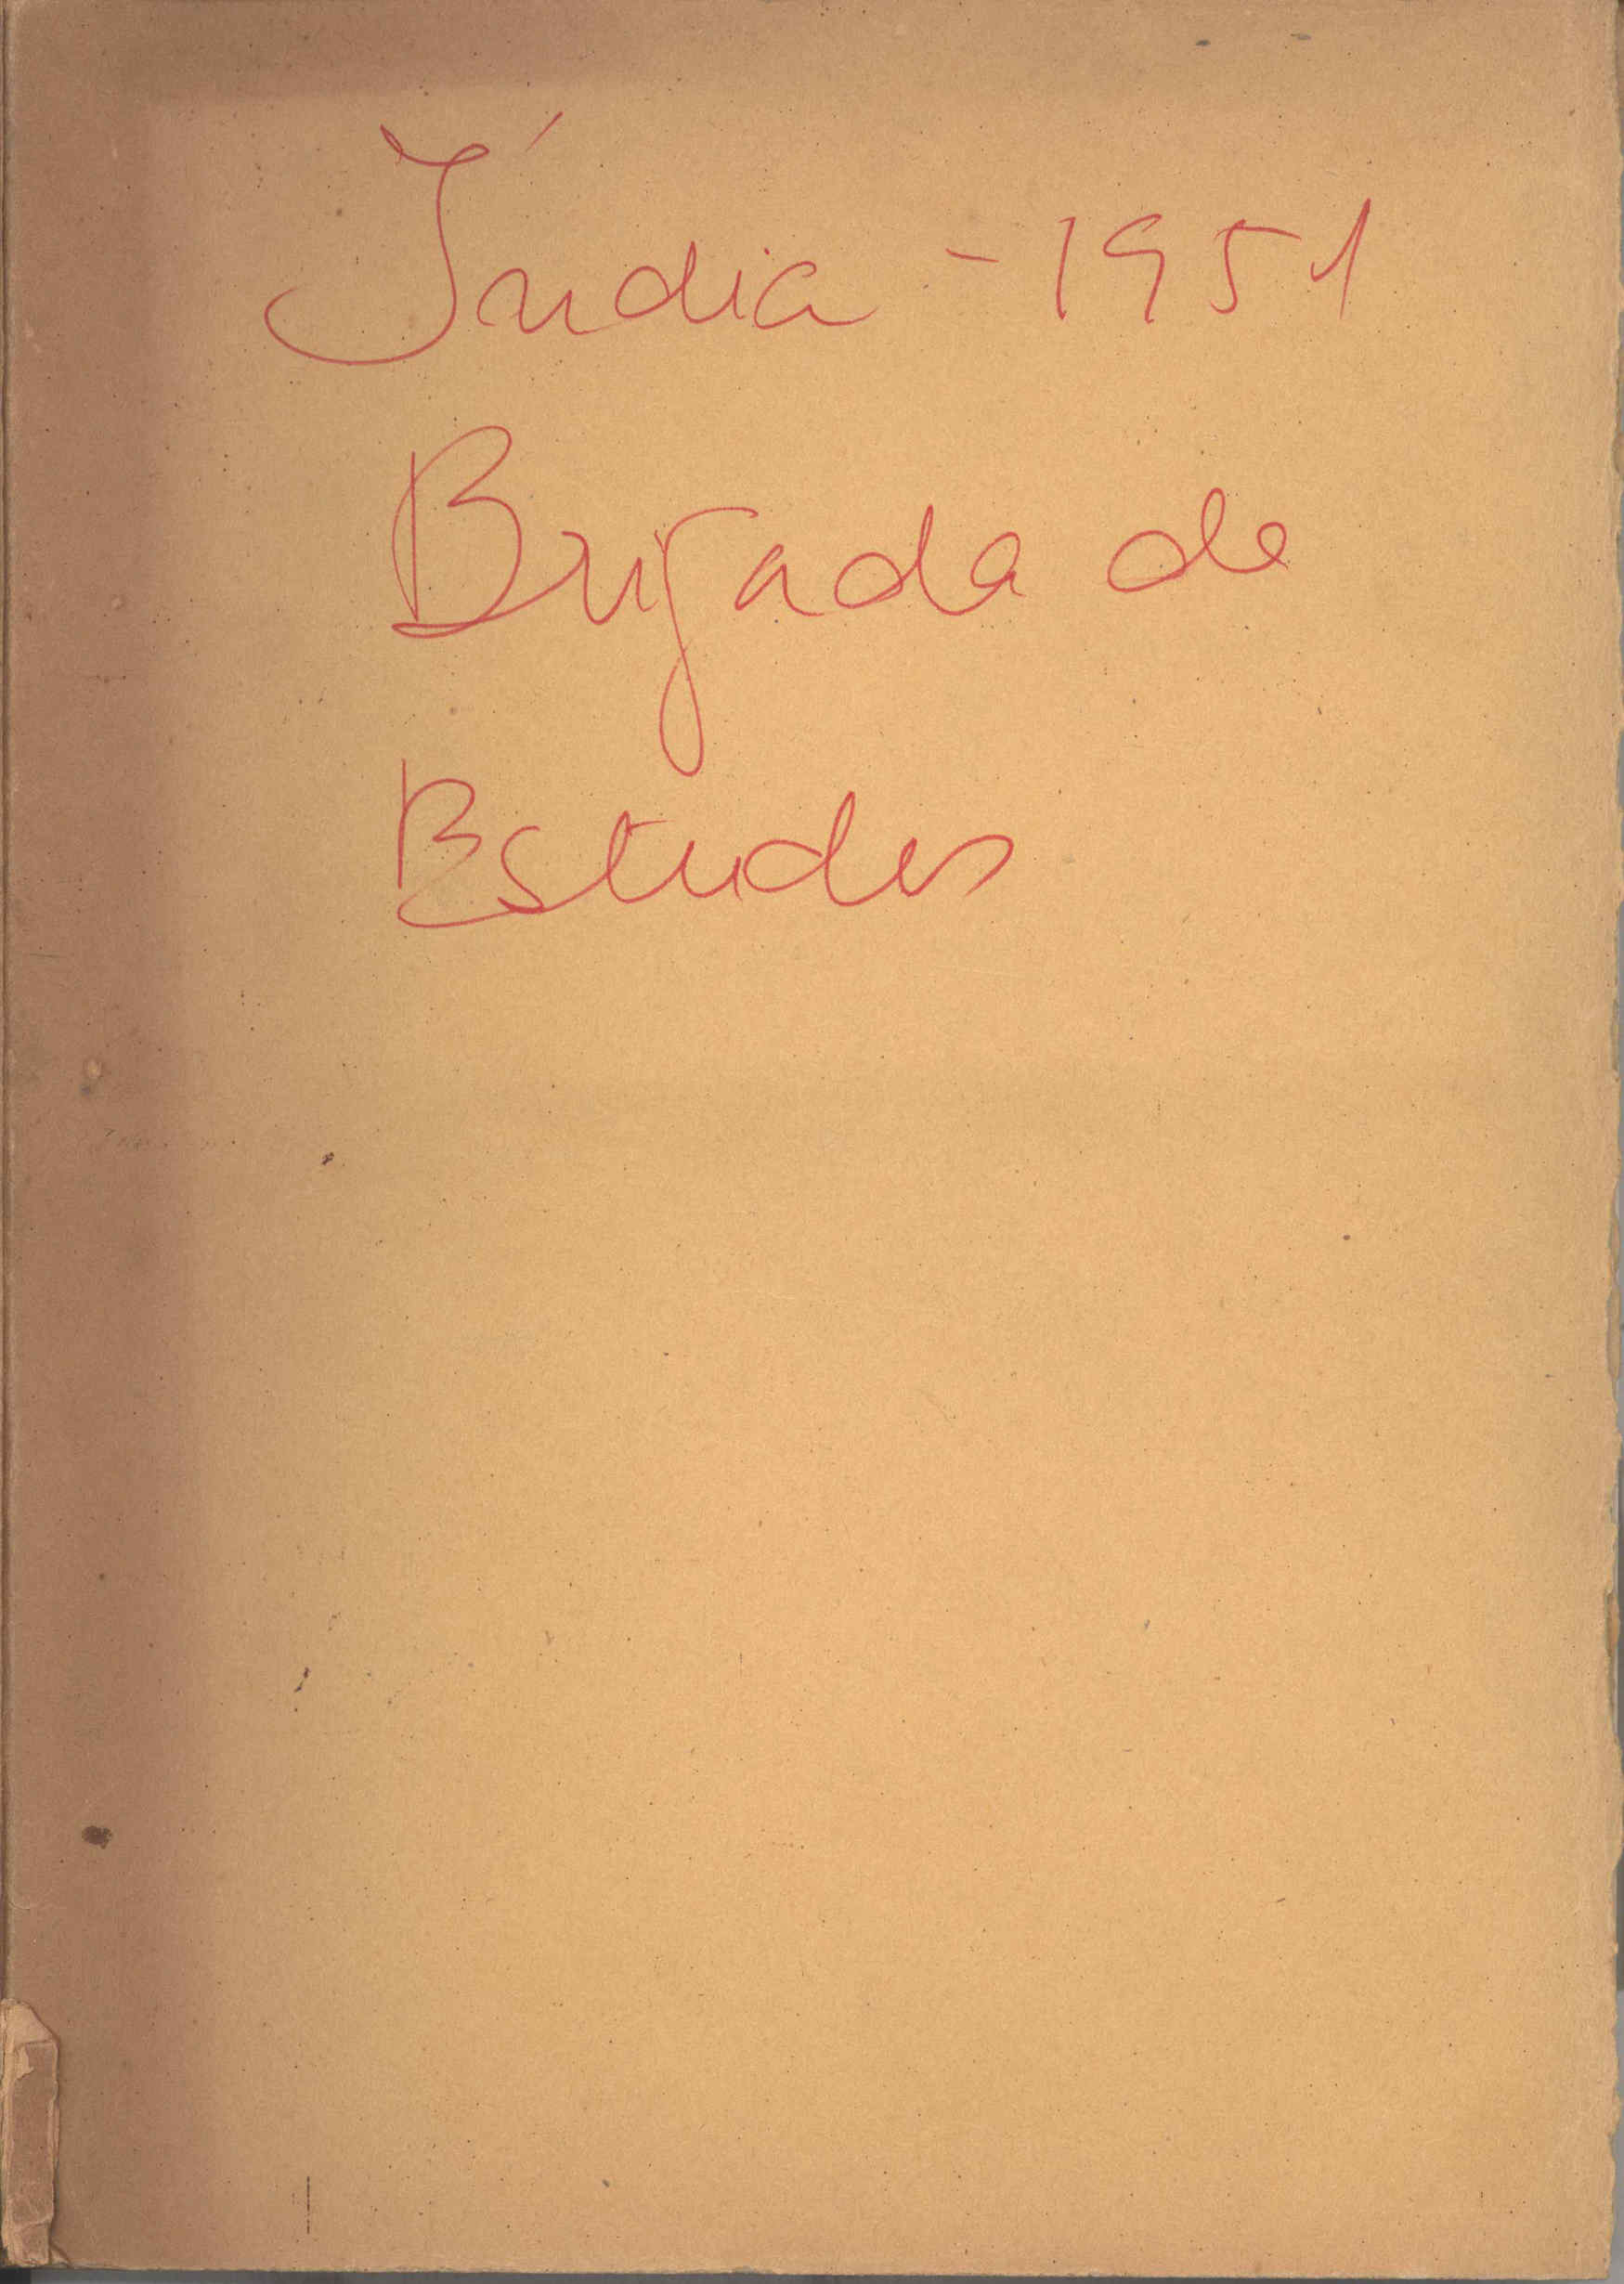 Índia - 1951
Brigada de
Estudos